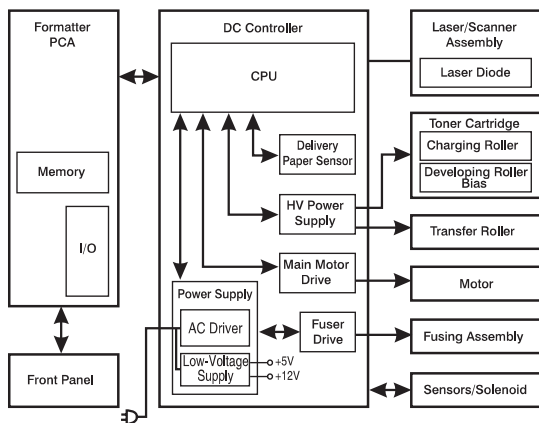 Formatter
PCA
Memory
I/O
Front Panel
DC Controller
CPU
Delivery
Paper Sensor
HV Power
Supply
Main Motor
Drive
Power Supply
AC Driver
Low-Voltage
Supply
+5V
+12V
Fuser
Drive
Laser/Scanner
Assembly
Laser Diode
Toner Cartridge
Charging Roller
Developing Roller
Bias
Transfer Roller
Motor
Fusing Assembly
Sensors/Solenoid